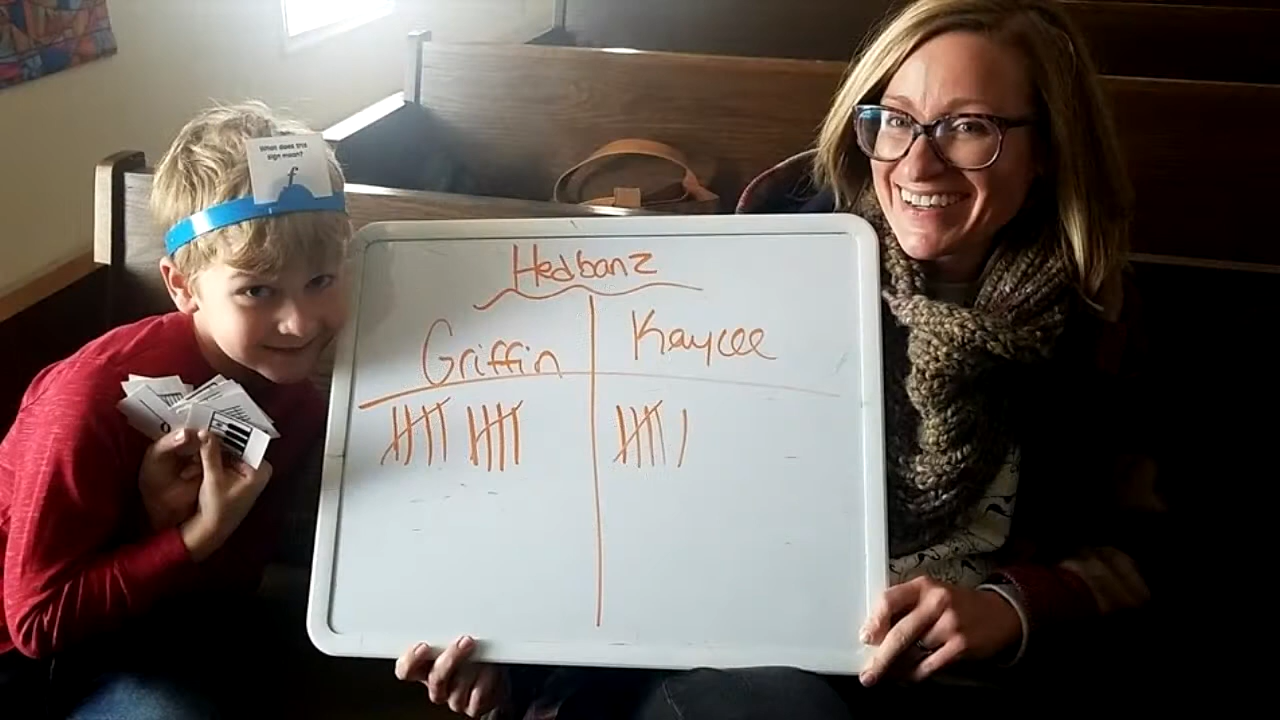 What does this
sign mean?
f
Hedbanz
Griffin
Kaycee